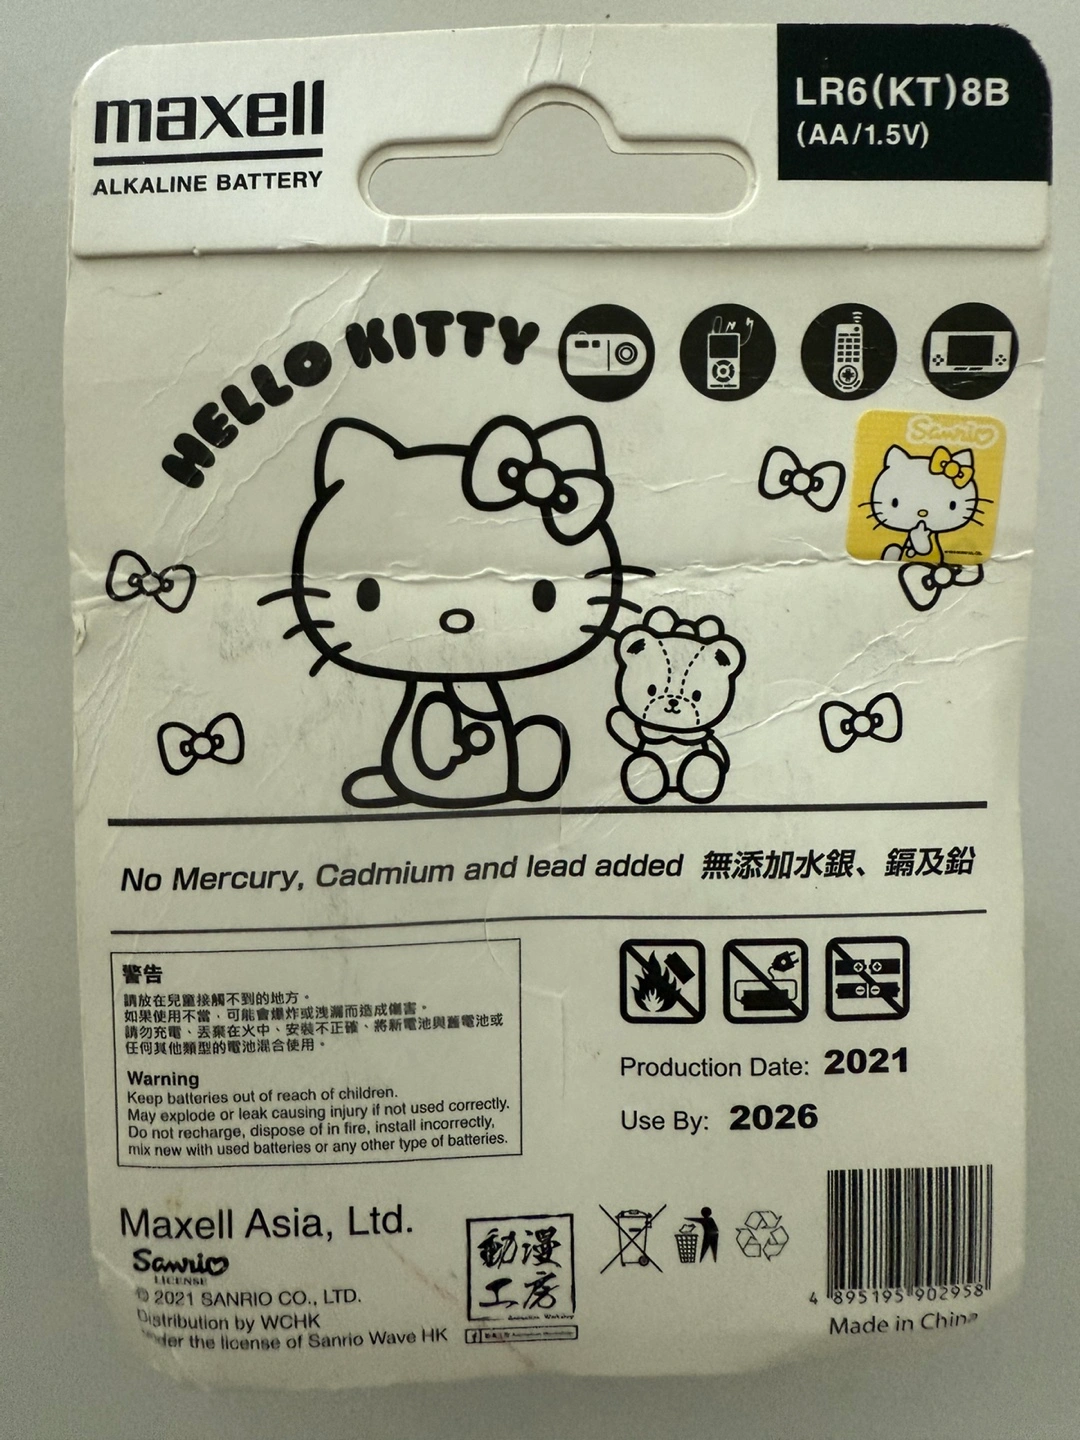 maxell
ALKALINE BATTERY
LR6(KT)8B
(AA/1.5V)
HELLO KITTY
Sanrio
No Mercury, Cadmium and lead added 無添加水銀、鎘及鉛
警告
請放在兒童接觸不到的地方。
如果使用不當，可能會爆炸或洩漏而造成傷害。
請勿充電、丟棄在火中、安裝不正確、將新電池與舊電池或
任何其他類型的電池混合使用。
Warning
Keep batteries out of reach of children.
May explode or leak causing injury if not used correctly.
Do not recharge, dispose of in fire, install incorrectly,
mix new with used batteries or any other type of batteries.
Production Date: 2021
Use By: 2026
Maxell Asia, Ltd.
Sanrio
LICENSE
© 2021 SANRIO CO., LTD.
Distribution by WCHK
Under the license of Sanrio Wave HK
動漫
工房
Animation Workshop
4 895195 902958
Made in China